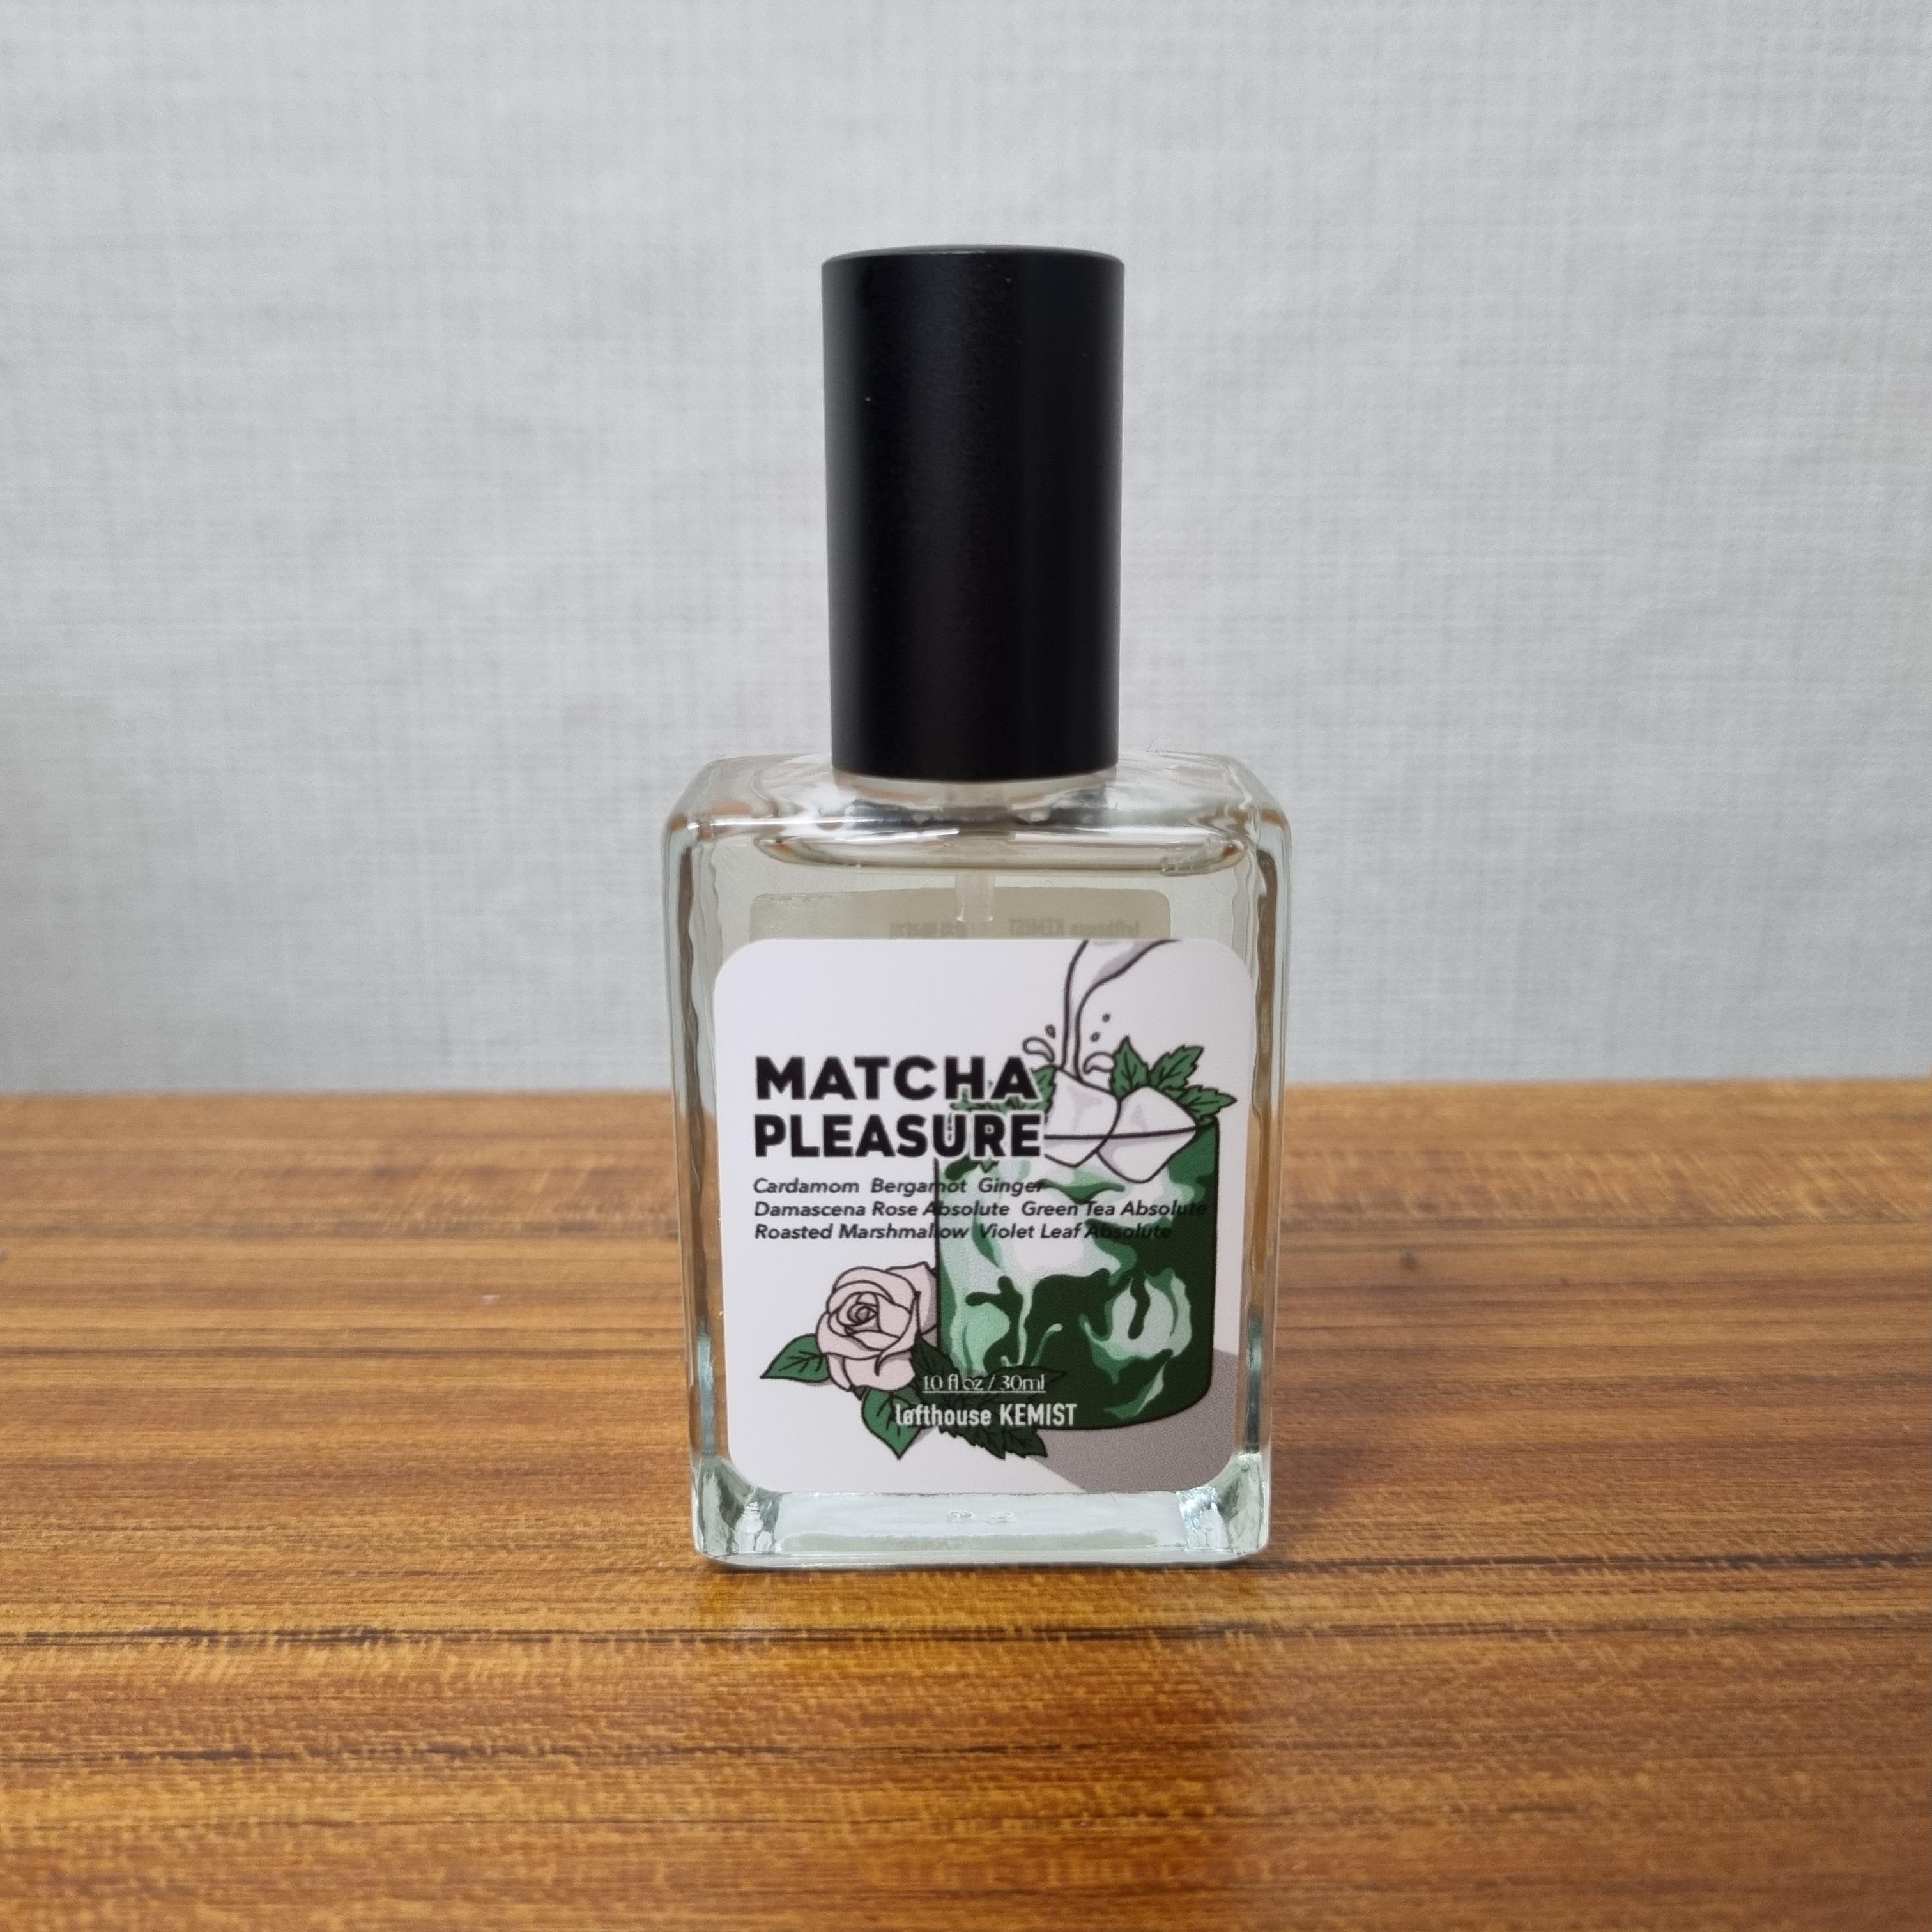 MATCHA
PLEASURE
Cardamom Bergamot Ginger
Damascena Rose Absolute Green Tea Absolute
Roasted Marshmallow Violet Leaf Absolute
1.0 fl oz / 30ml
løfthouse KEMIST